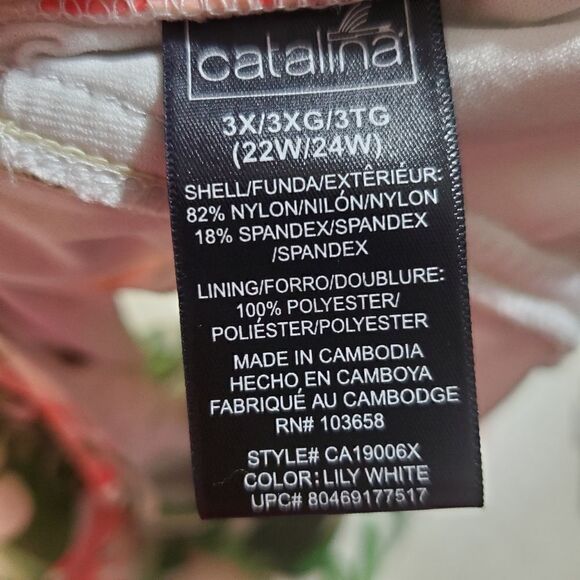 catalina
3X/3XG/3TG
(22W/24W)
SHELL/FUNDA/EXTÊRIÉUR:
82% NYLON/NILÓN/NYLON
18% SPANDEX/SPANDEX
/SPANDEX
LINING/FORRO/DOUBLURE:
100% POLYESTER/
POLIÉSTER/POLYESTER
MADE IN CAMBODIA
HECHO EN CAMBOYA
FABRIQUÉ AU CAMBODGE
RN# 103658
STYLE# CA19006X
COLOR: LILY WHITE
UPC# 80469177517